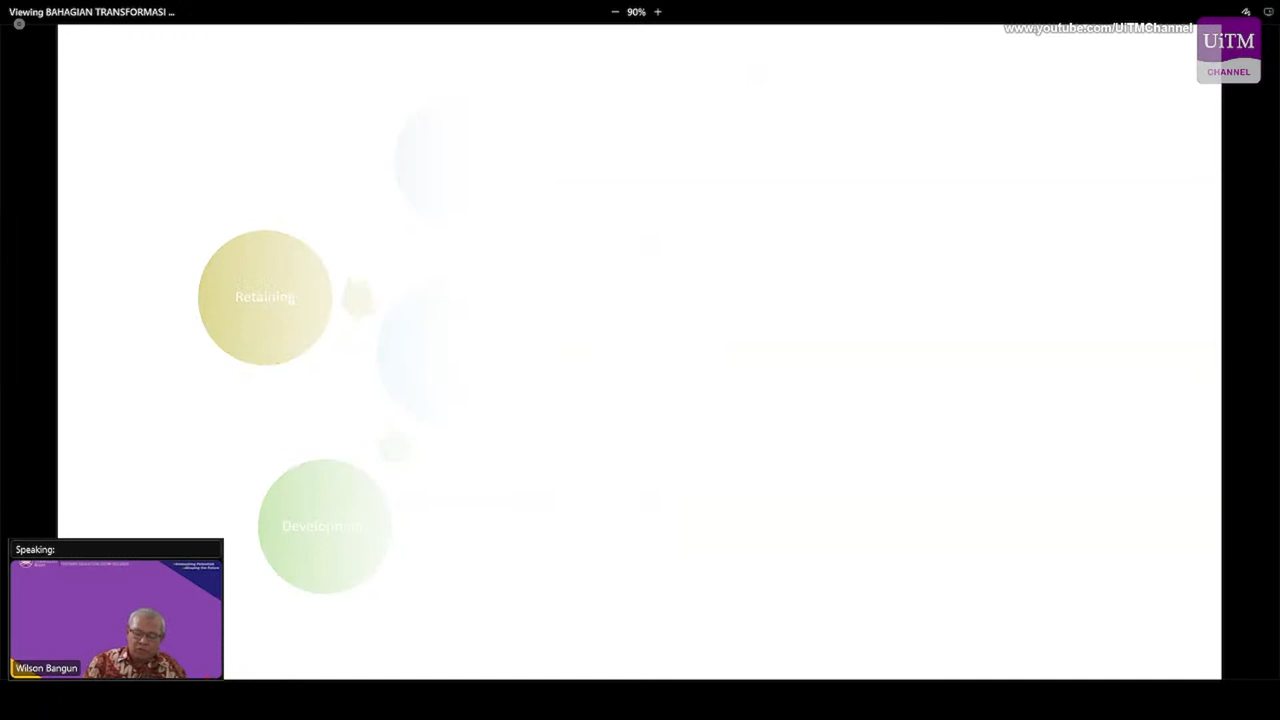 Viewing BAHAGIAN TRANSFORMASI ...
90%
www.youtube.com/UiTMChannel
UiTM
CHANNEL
Retaining
Speaking:
Wilson Bangun